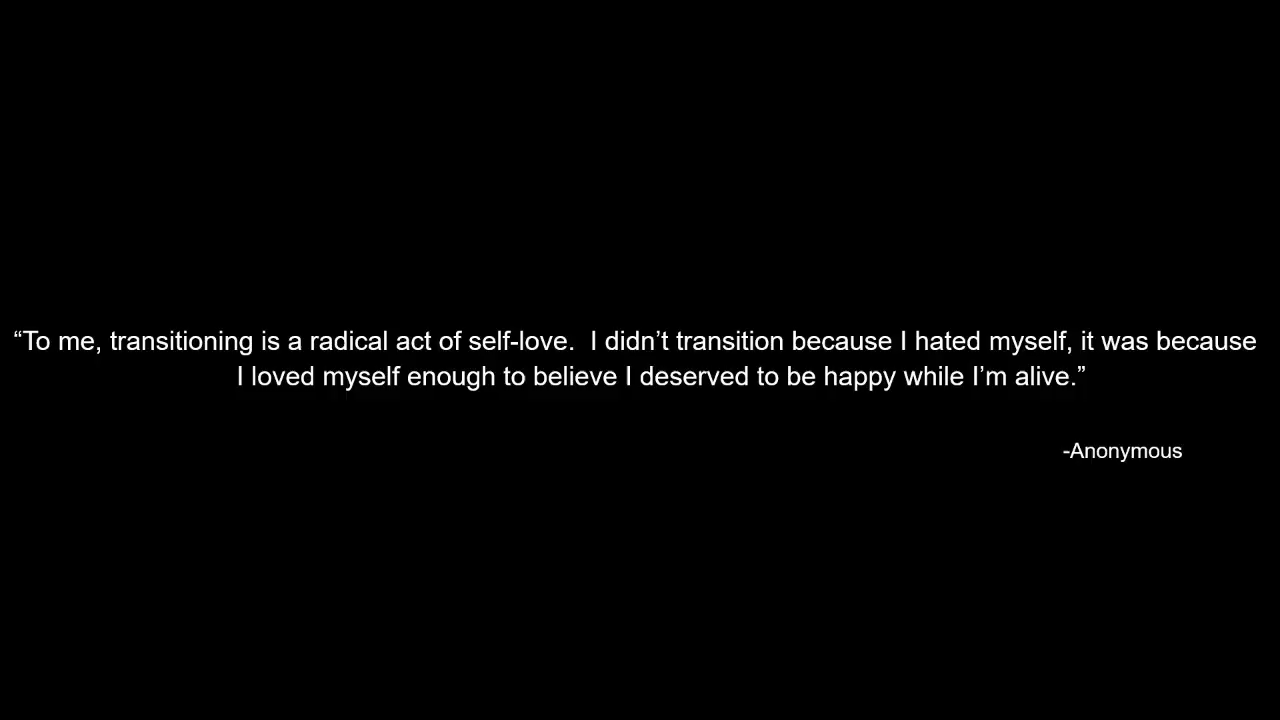 “To me, transitioning is a radical act of self-love.  I didn’t transition because I hated myself, it was because
I loved myself enough to believe I deserved to be happy while I’m alive.”
-Anonymous